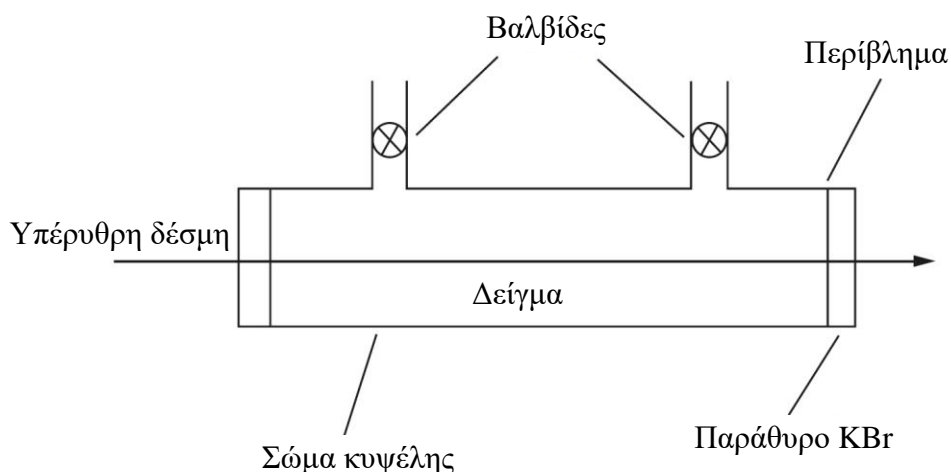 Βαλβίδες
Περίβλημα
Υπέρυθρη δέσμη
Δείγμα
Παράθυρο KBr
Σώμα κυψέλης